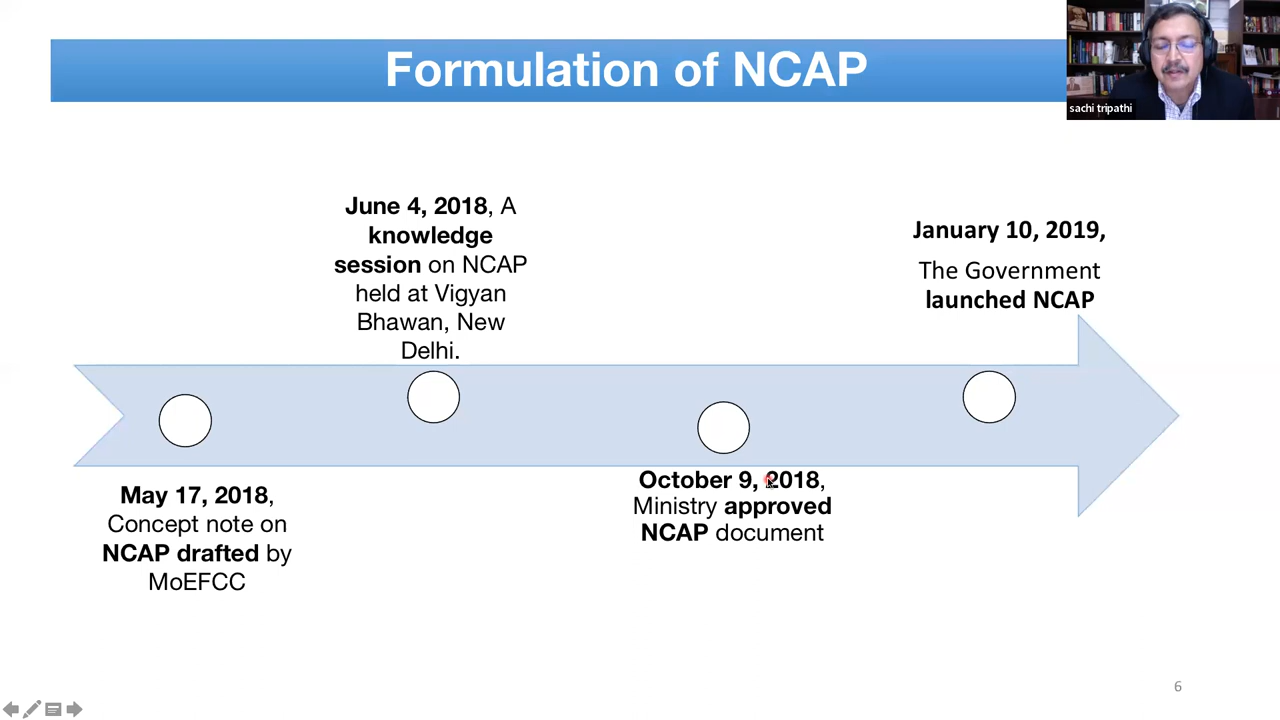 Formulation of NCAP
sachi tripathi
June 4, 2018, A
knowledge
session on NCAP
held at Vigyan
Bhawan, New
Delhi.
January 10, 2019,
The Government
launched NCAP
May 17, 2018,
Concept note on
NCAP drafted by
MoEFCC
October 9, 2018,
Ministry approved
NCAP document
6